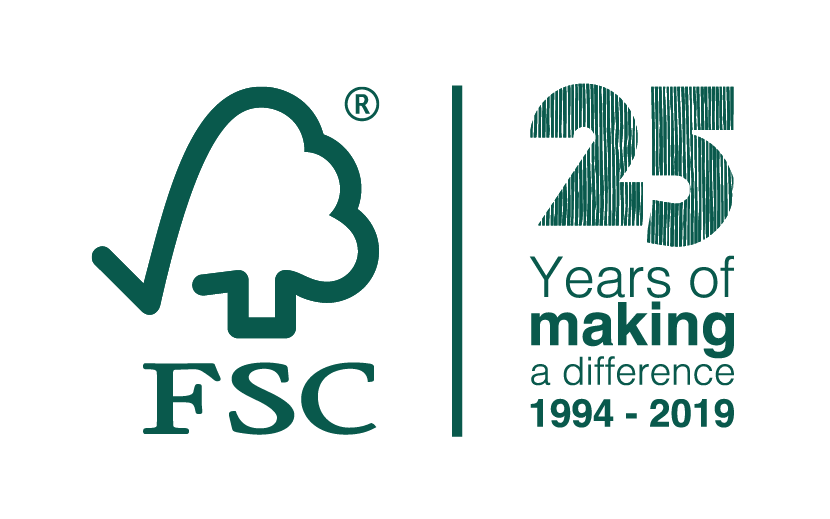 ®
FSC
25
Years of
making
a difference
1994 - 2019